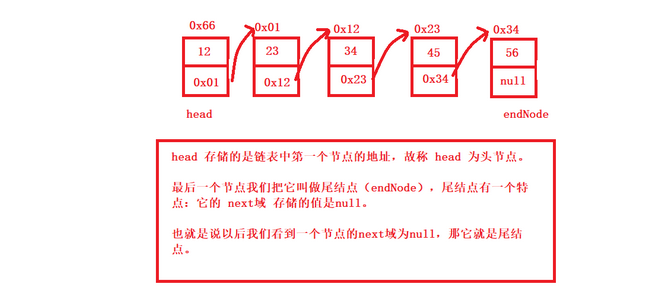 0x66 0x01 0x12 0x23 0x34
12 23 34 45 56
0x01 0x12 0x23 0x34 null
head endNode
head 存储的是链表中第一个节点的地址，故称 head 为头节点。
最后一个节点我们把它叫做尾结点（endNode），尾结点有一个特
点：它的 next域 存储的值是null。
也就是说以后我们看到一个节点的next域为null，那它就是尾结
点。